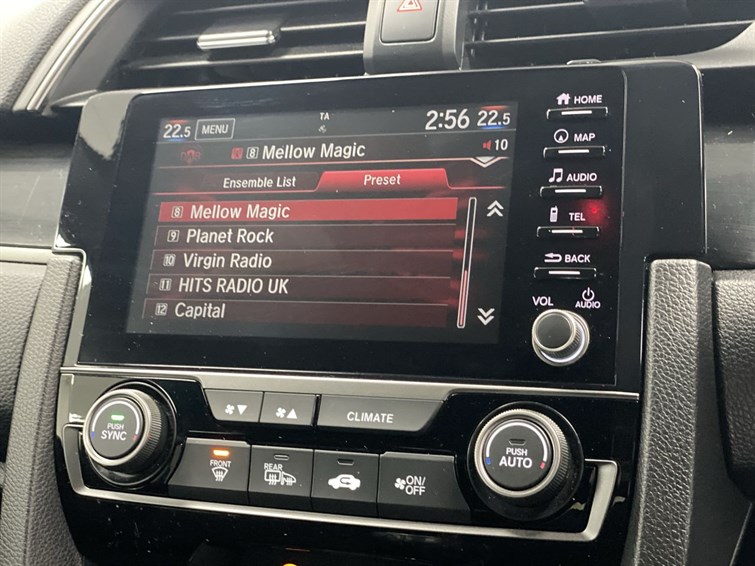 TA
22.5 MENU 2:56 22.5
8 Mellow Magic 10
Ensemble List Preset
8 Mellow Magic
9 Planet Rock
10 Virgin Radio
11 HITS RADIO UK
12 Capital
HOME
MAP
AUDIO
TEL
BACK
VOL AUDIO
PUSH
SYNC
CLIMATE
FRONT
REAR
ON/
OFF
PUSH
AUTO